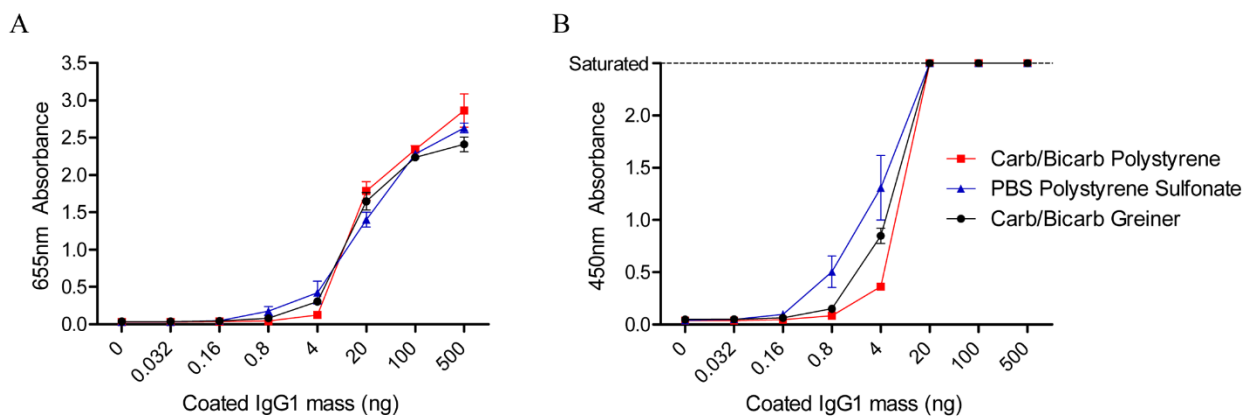 A
3.5
3.0
2.5
2.0
1.5
1.0
0.5
0.0
655nm Absorbance
0
0.032
0.16
0.8
4
20
100
500
Coated IgG1 mass (ng)
B
Saturated
2.0
1.5
1.0
0.5
0.0
450nm Absorbance
0
0.032
0.16
0.8
4
20
100
500
Coated IgG1 mass (ng)
Carb/Bicarb Polystyrene
PBS Polystyrene Sulfonate
Carb/Bicarb Greiner